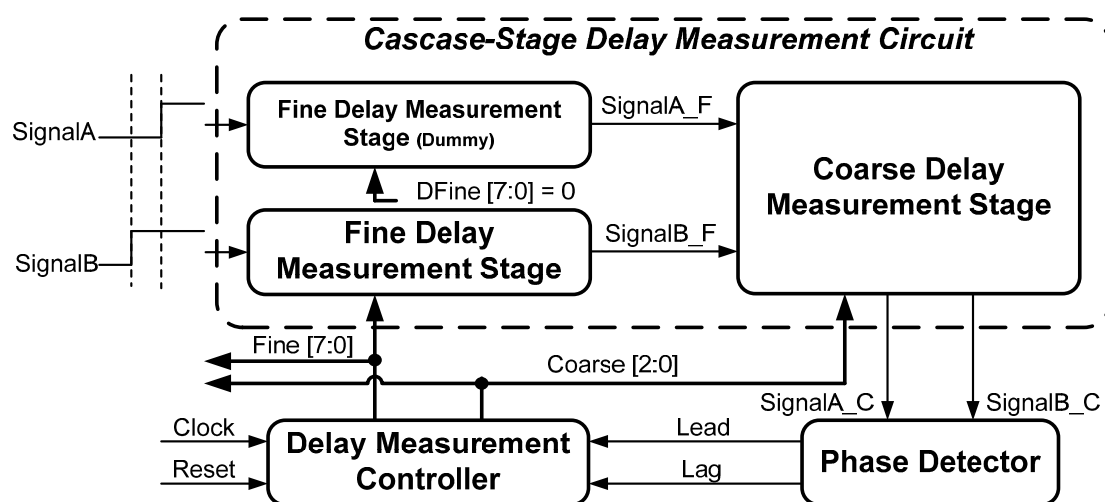 Cascase-Stage Delay Measurement Circuit
SignalA
Fine Delay Measurement
Stage (Dummy)
SignalA_F
DFine [7:0] = 0
Coarse Delay
Measurement Stage
SignalB
Fine Delay
Measurement Stage
SignalB_F
Fine [7:0]
Coarse [2:0]
SignalA_C
SignalB_C
Clock
Reset
Delay Measurement
Controller
Lead
Lag
Phase Detector